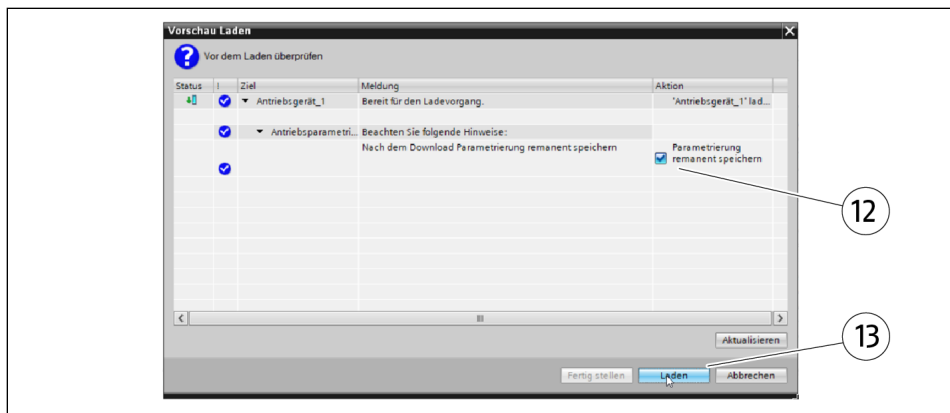 Vorschau Laden
Vor dem Laden überprüfen
Status ! Ziel Meldung Aktion
Antriebsgerät_1 Bereit für den Ladevorgang. 'Antriebsgerät_1' lad...
Antriebsparametri... Beachten Sie folgende Hinweise:
Nach dem Download Parametrierung remanent speichern Parametrierung
remanent speichern
12
Aktualisieren
13
Fertig stellen Laden Abbrechen